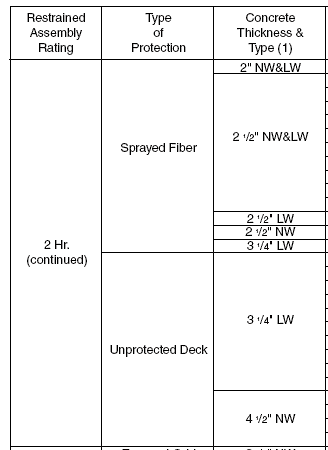 Restrained
Assembly
Rating
Type
of
Protection
Concrete
Thickness &
Type (1)
2 Hr.
(continued)
Sprayed Fiber
2" NW&LW
2 1/2" NW&LW
2 1/2" LW
2 1/2" NW
3 1/4" LW
Unprotected Deck
3 1/4" LW
4 1/2" NW